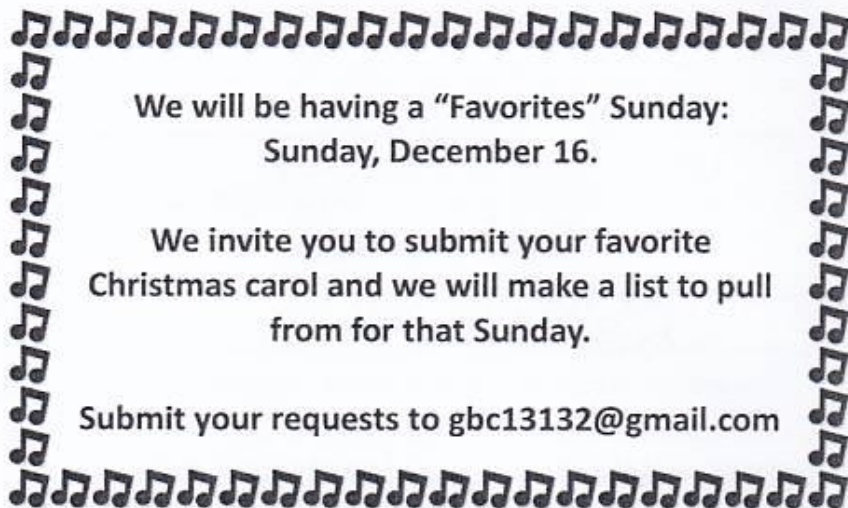 We will be having a “Favorites” Sunday:
Sunday, December 16.
We invite you to submit your favorite
Christmas carol and we will make a list to pull
from for that Sunday.
Submit your requests to gbc13132@gmail.com